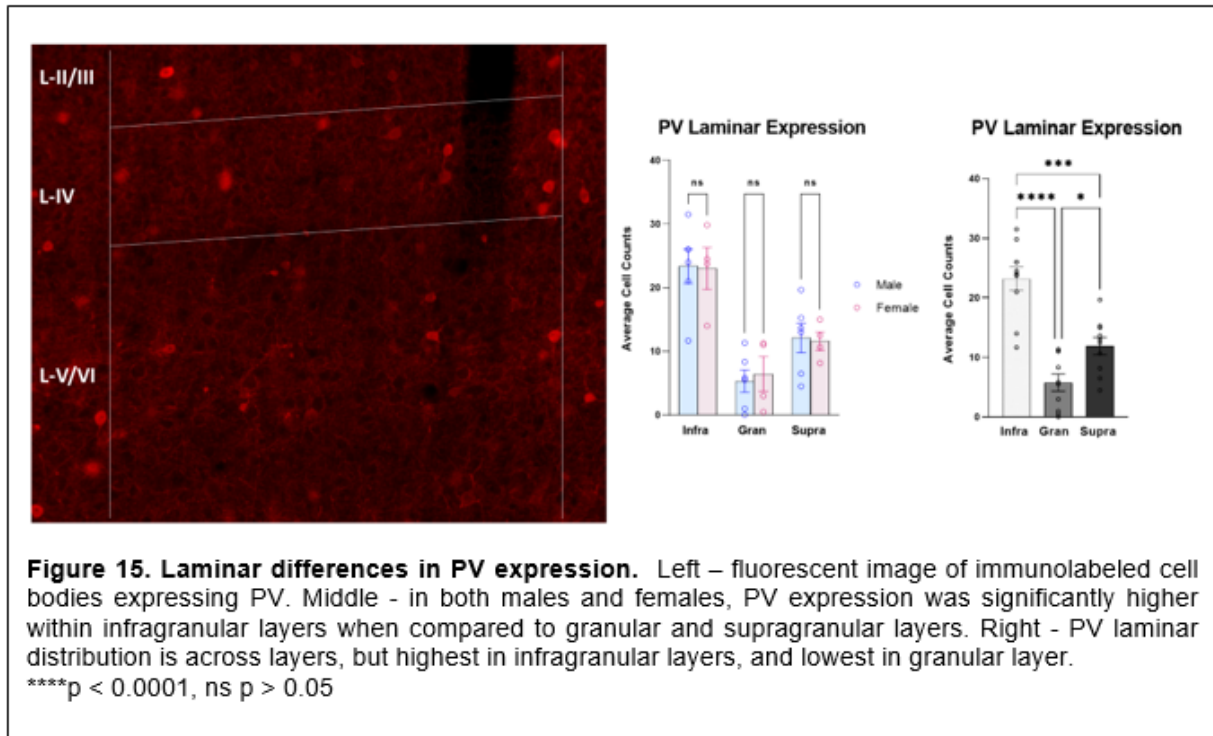 L-II/III
L-IV
L-V/VI
PV Laminar Expression
Average Cell Counts
40
30
20
10
0
ns
ns
ns
Infra Gran Supra
Male
Female
PV Laminar Expression
Average Cell Counts
40
30
20
10
0
***
**** *
Infra Gran Supra
Figure 15. Laminar differences in PV expression. Left – fluorescent image of immunolabeled cell
bodies expressing PV. Middle - in both males and females, PV expression was significantly higher
within infragranular layers when compared to granular and supragranular layers. Right - PV laminar
distribution is across layers, but highest in infragranular layers, and lowest in granular layer.
****p < 0.0001, ns p > 0.05